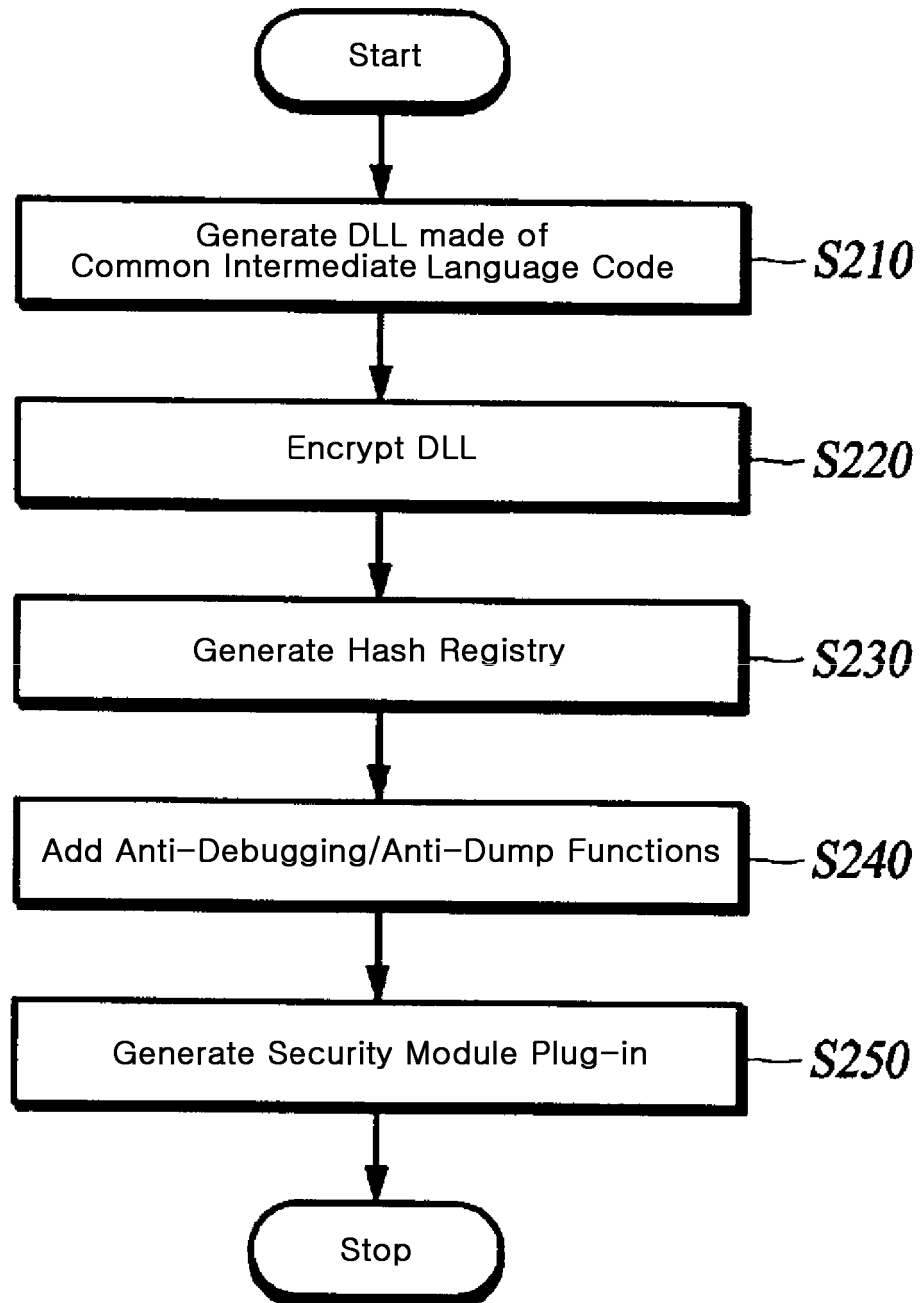 Start
Generate DLL made of
Common Intermediate Language Code
S210
Encrypt DLL
S220
Generate Hash Registry
S230
Add Anti-Debugging/Anti-Dump Functions
S240
Generate Security Module Plug-in
S250
Stop